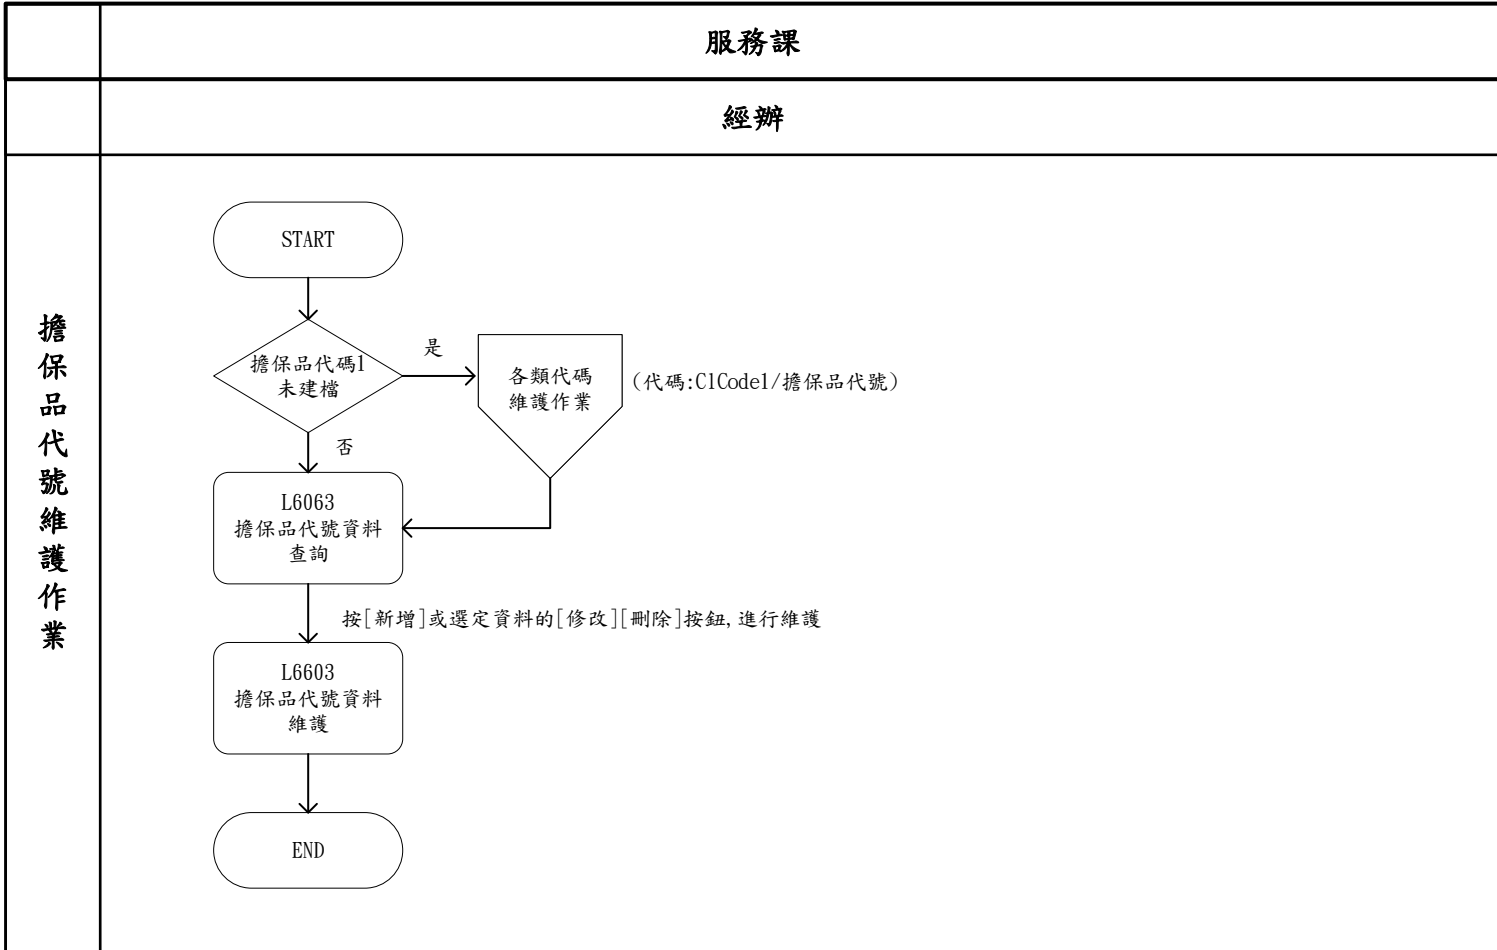 服務課
經辦
擔保品代號維護作業
START
擔保品代碼1
未建檔
是
各類代碼
維護作業
(代碼:ClCode1/擔保品代號)
否
L6063
擔保品代號資料
查詢
按[新增]或選定資料的[修改][刪除]按鈕,進行維護
L6603
擔保品代號資料
維護
END